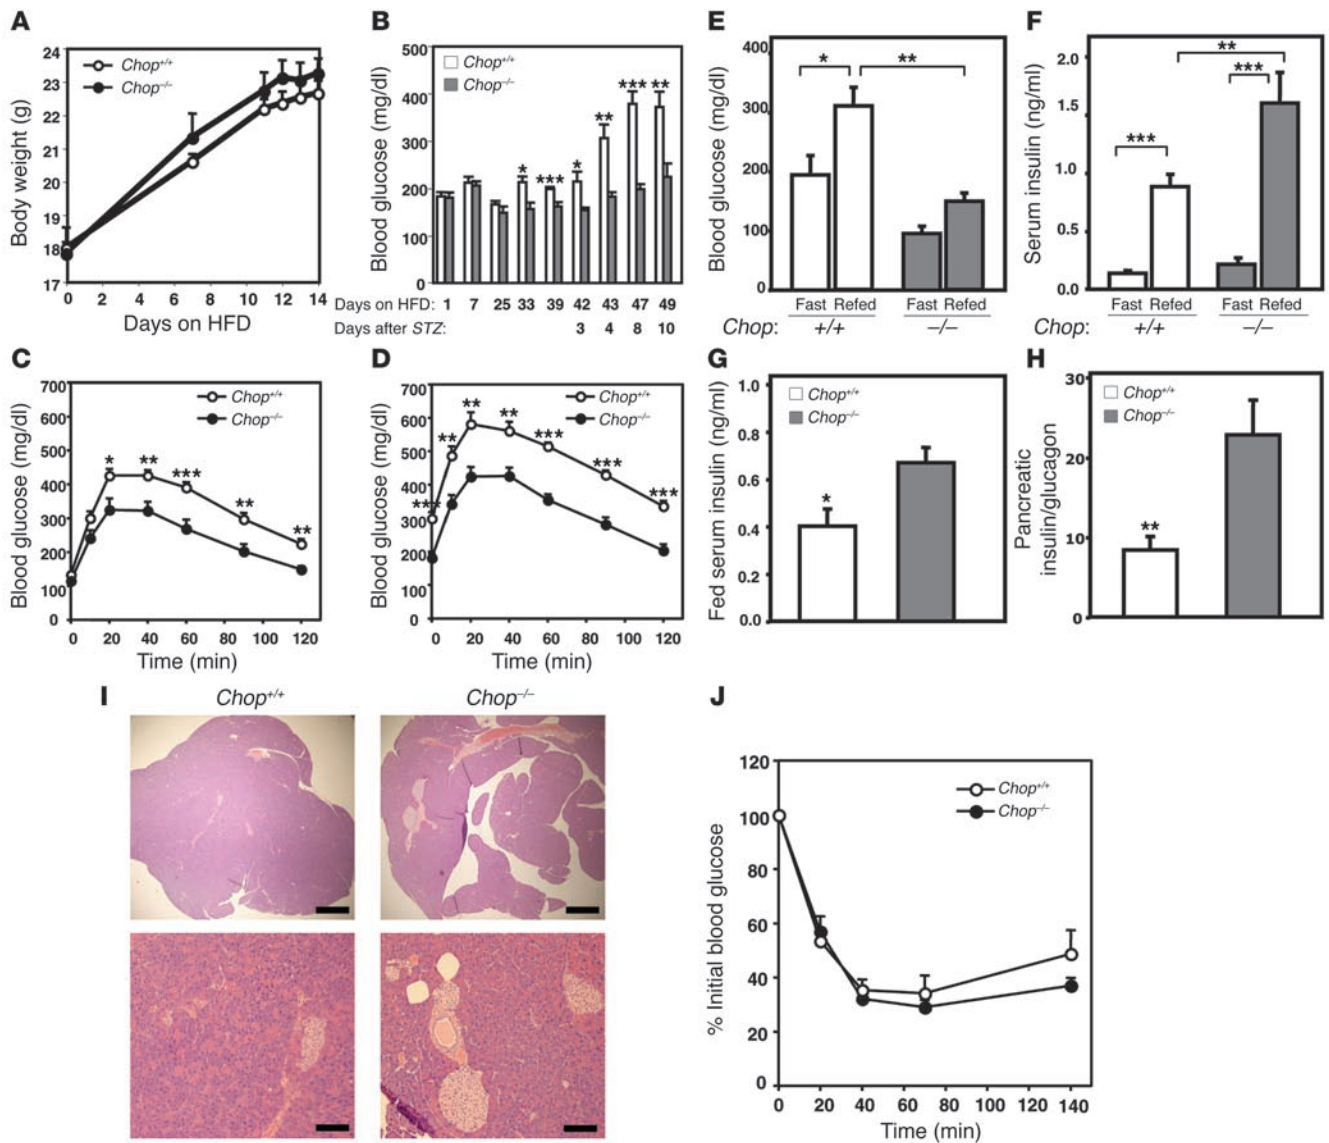 A
Body weight (g)
24
23
22
21
20
19
18
17
Chop+/+
Chop–/–
0 2 4 6 8 10 12 14
Days on HFD
B
Blood glucose (mg/dl)
500
400
300
200
100
0
Chop+/+
Chop–/–
* *** * ** *** **
Days on HFD: 1 7 25 33 39 42 43 47 49
Days after STZ: 3 4 8 10
E
Blood glucose (mg/dl)
400
300
200
100
0
* **
Fast Refed Fast Refed
Chop: +/+ –/–
F
Serum insulin (ng/ml)
2.0
1.5
1.0
0.5
0.0
**
***
***
Fast Refed Fast Refed
Chop: +/+ –/–
C
Blood glucose (mg/dl)
700
600
500
400
300
200
100
0
Chop+/+
Chop–/–
* ** *** ** **
0 20 40 60 80 100 120
Time (min)
D
Blood glucose (mg/dl)
700
600
500
400
300
200
100
0
Chop+/+
Chop–/–
*** ** ** ** *** *** ***
0 20 40 60 80 100 120
Time (min)
G
Fed serum insulin (ng/ml)
1.0
0.8
0.6
0.4
0.2
0.0
Chop+/+
Chop–/–
*
H
Pancreatic
insulin/glucagon
30
20
10
0
Chop+/+
Chop–/–
**
I
Chop+/+ Chop–/–
J
% Initial blood glucose
120
100
80
60
40
20
0
Chop+/+
Chop–/–
0 20 40 60 80 100 120 140
Time (min)